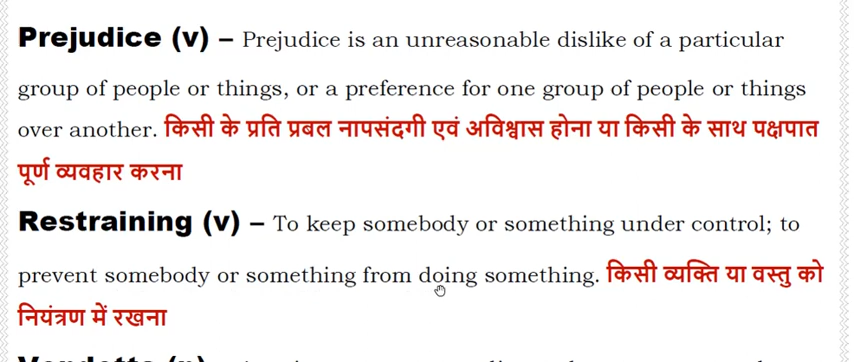 Prejudice (v) – Prejudice is an unreasonable dislike of a particular
group of people or things, or a preference for one group of people or things
over another. किसी के प्रति प्रबल नापसंदगी एवं अविश्वास होना या किसी के साथ पक्षपात
पूर्ण व्यवहार करना
Restraining (v) – To keep somebody or something under control; to
prevent somebody or something from doing something. किसी व्यक्ति या वस्तु को
नियंत्रण में रखना